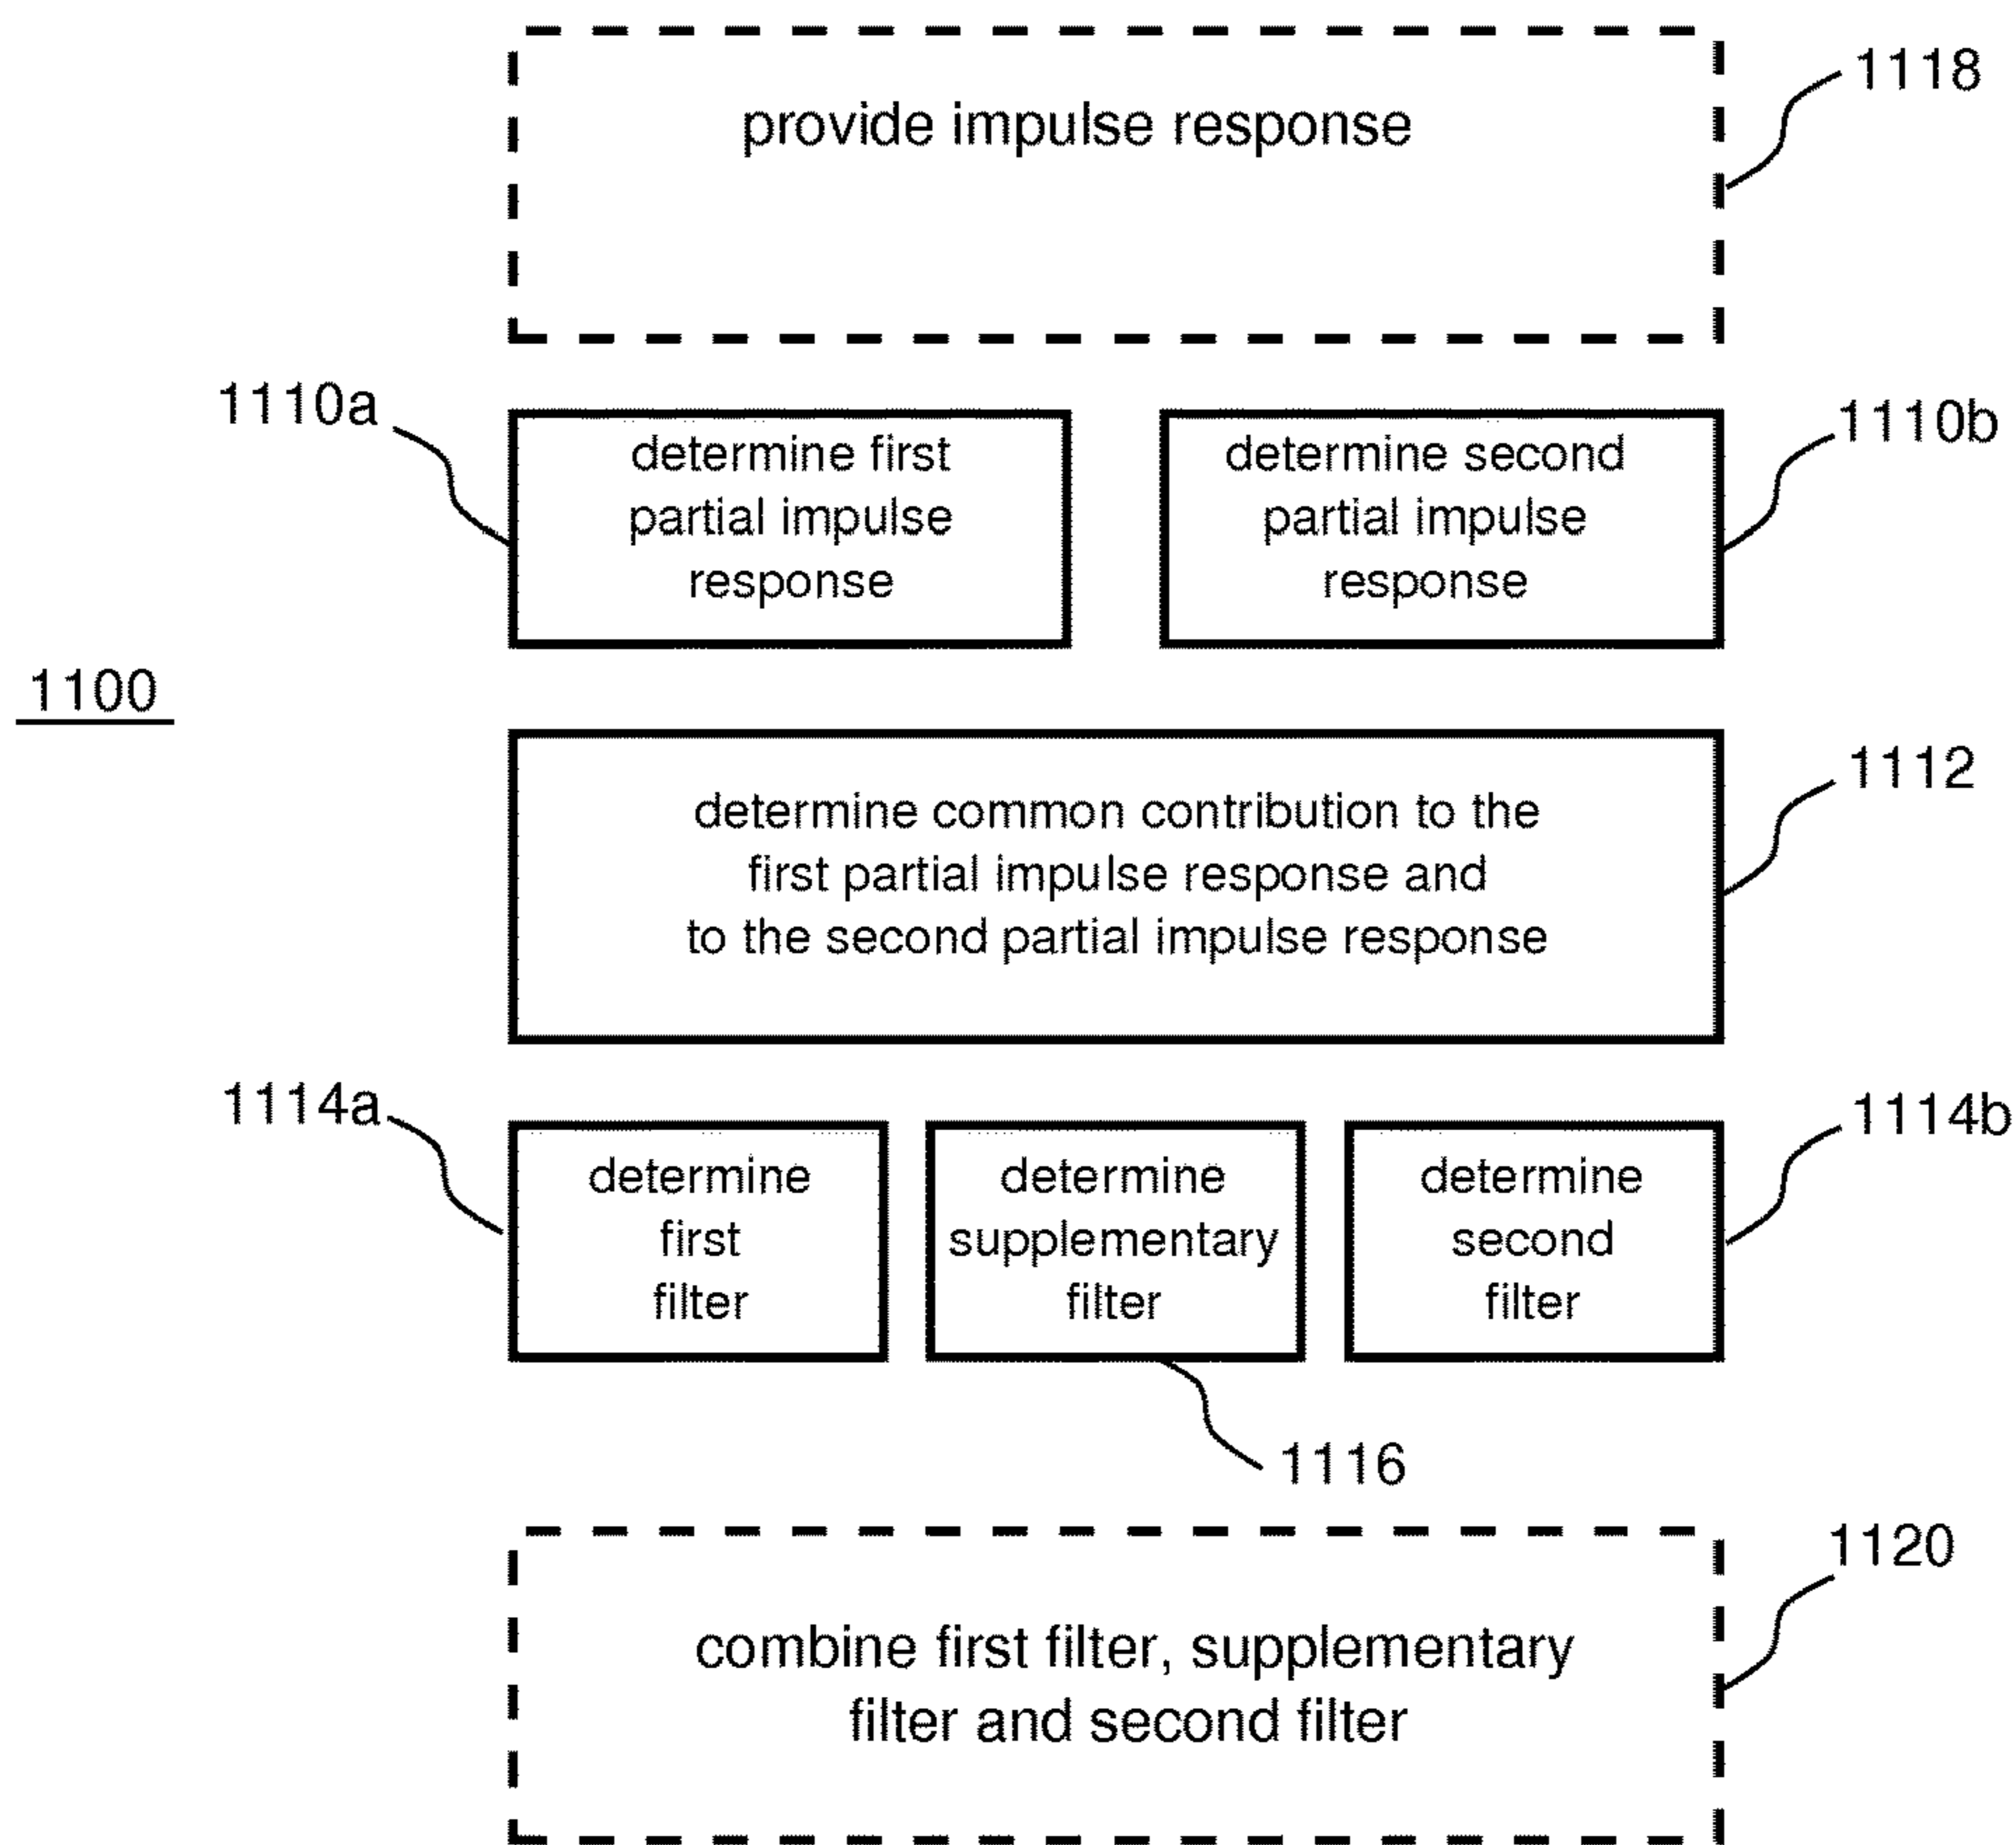 1118
provide impulse response
1110a
determine first
partial impulse
response
1110b
determine second
partial impulse
response
1100
1112
determine common contribution to the
first partial impulse response and
to the second partial impulse response
1114a
determine
first
filter
determine
supplementary
filter
1114b
determine
second
filter
1116
1120
combine first filter, supplementary
filter and second filter